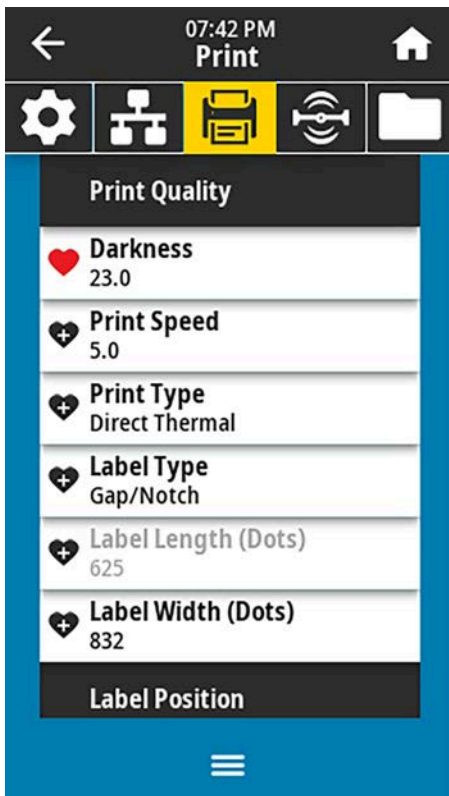 07:42 PM
Print
Print Quality
Darkness
23.0
Print Speed
5.0
Print Type
Direct Thermal
Label Type
Gap/Notch
Label Length (Dots)
625
Label Width (Dots)
832
Label Position